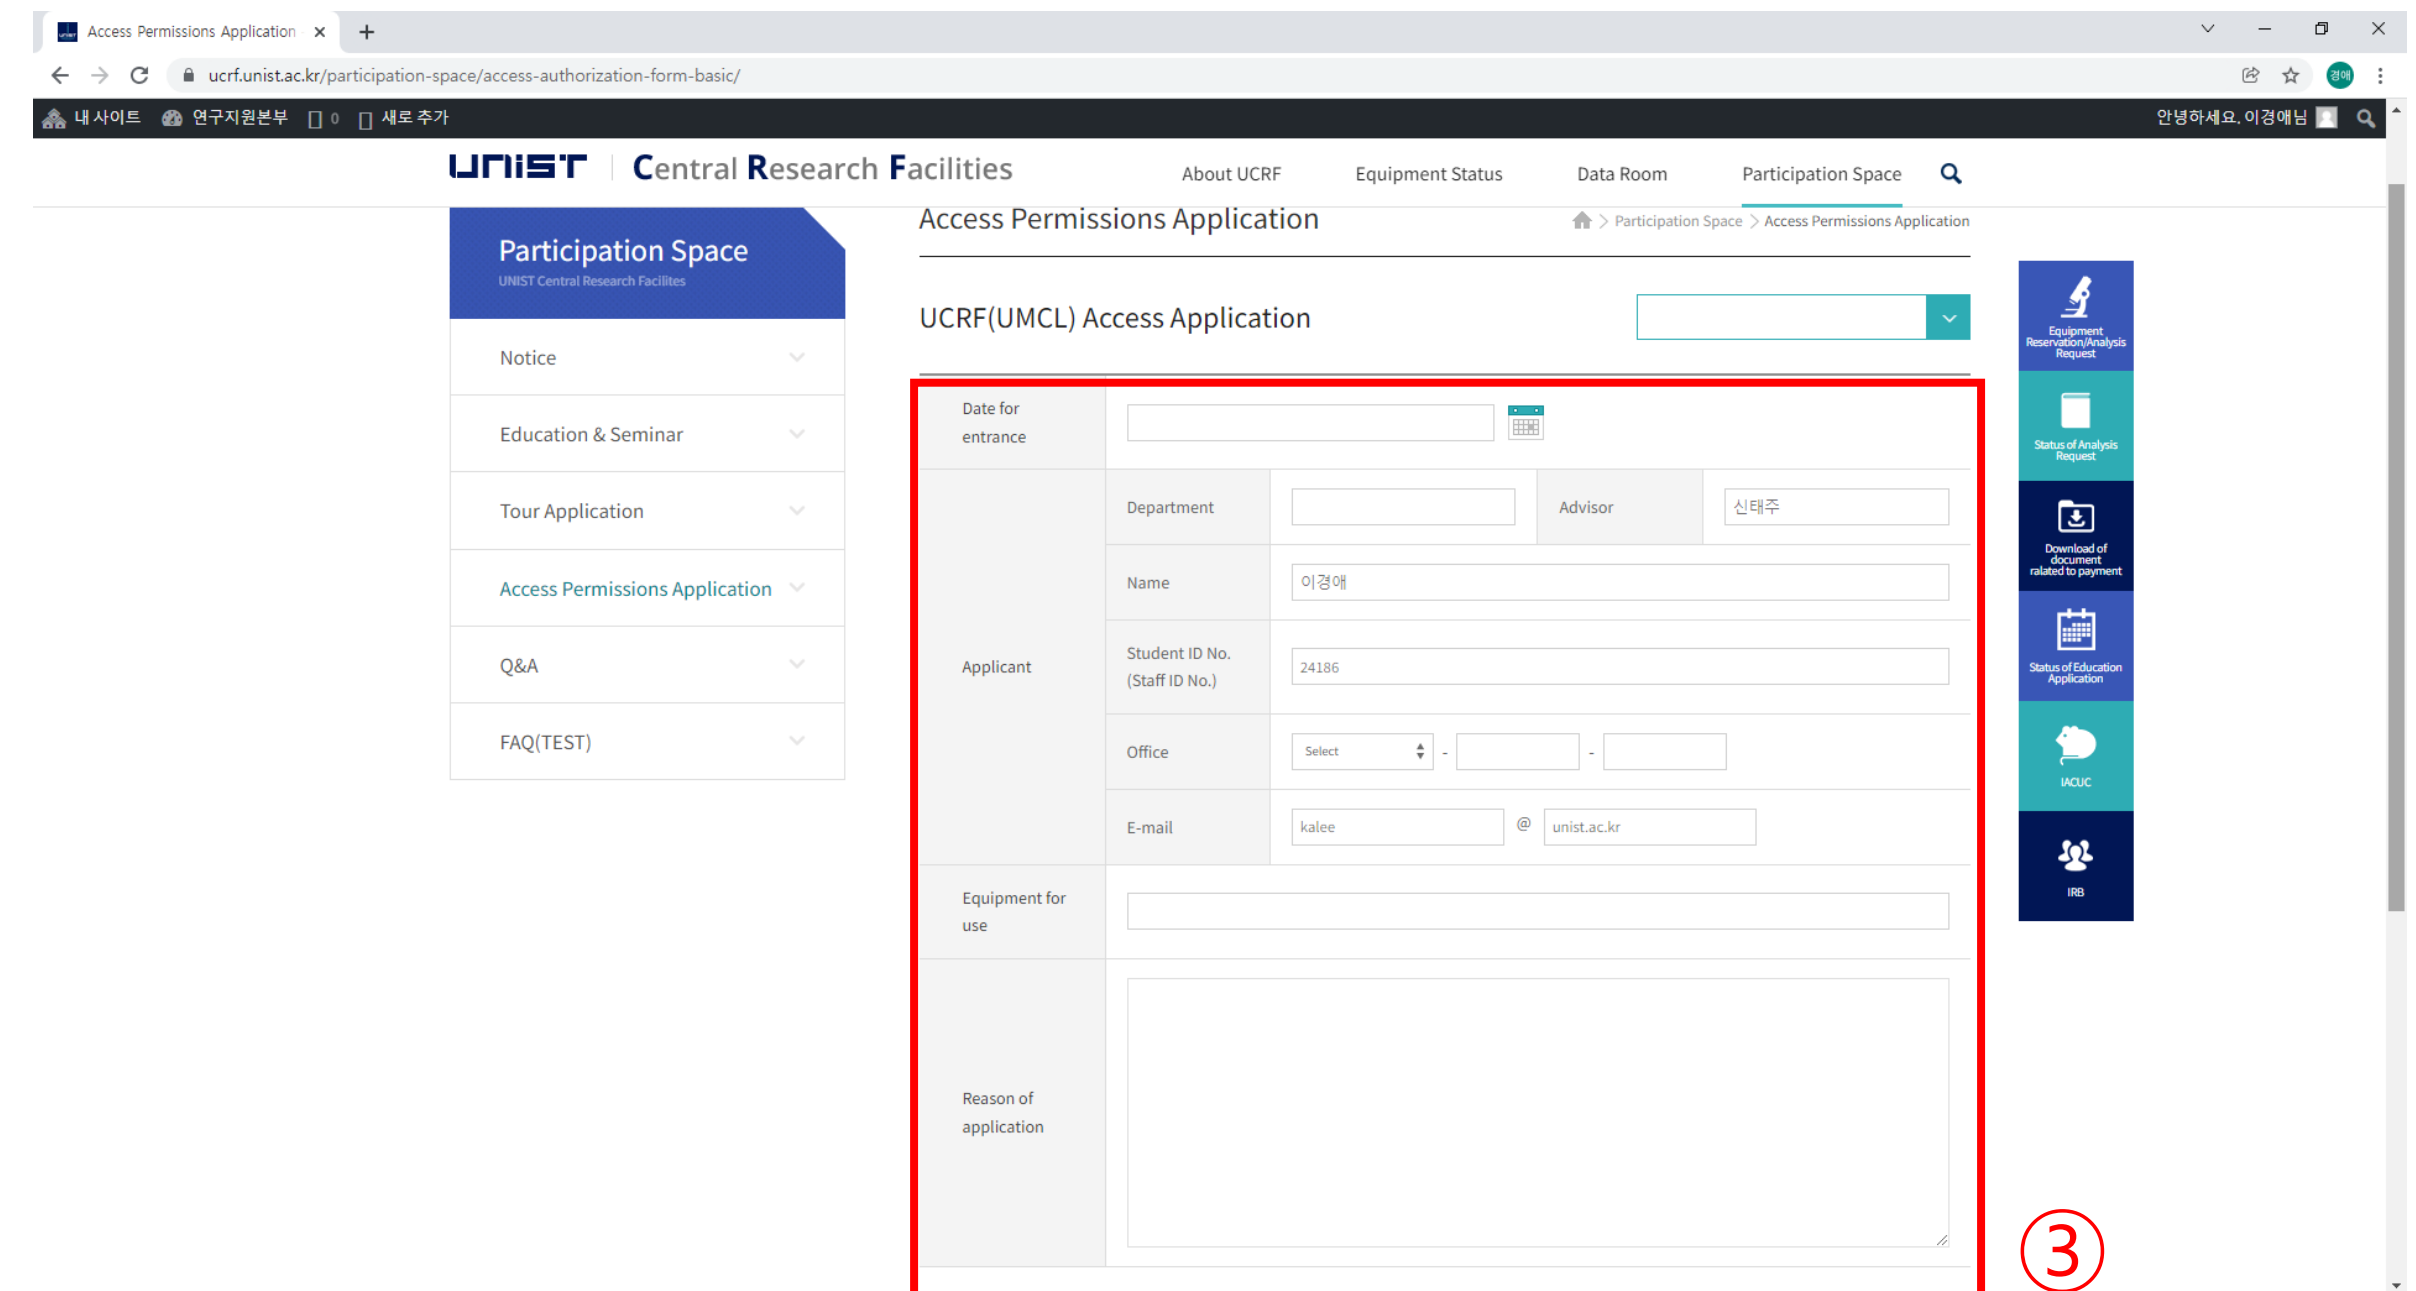 Access Permissions Application
ucrf.unist.ac.kr/participation-space/access-authorization-form-basic/
경애
내 사이트 연구지원본부 0 새로 추가
안녕하세요, 이경애님
UNIST Central Research Facilities
About UCRF Equipment Status Data Room Participation Space
Participation Space
UNIST Central Research Facilites
Notice
Education & Seminar
Tour Application
Access Permissions Application
Q&A
FAQ(TEST)
Access Permissions Application
> Participation Space > Access Permissions Application
UCRF(UMCL) Access Application
Date for
entrance
Applicant
Department
Advisor 신태주
Name 이경애
Student ID No.
(Staff ID No.)
24186
Office Select - -
E-mail kalee @ unist.ac.kr
Equipment for
use
Reason of
application
Equipment
Reservation/Analysis
Request
Status of Analysis
Request
Download of
document
ralated to payment
Status of Education
Application
IACUC
IRB
③